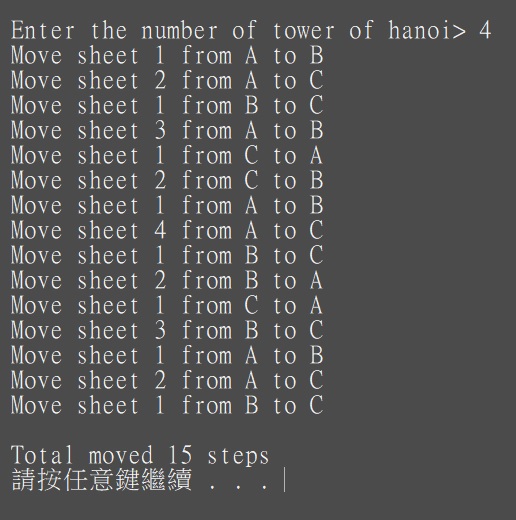 Enter the number of tower of hanoi> 4
Move sheet 1 from A to B
Move sheet 2 from A to C
Move sheet 1 from B to C
Move sheet 3 from A to B
Move sheet 1 from C to A
Move sheet 2 from C to B
Move sheet 1 from A to B
Move sheet 4 from A to C
Move sheet 1 from B to C
Move sheet 2 from B to A
Move sheet 1 from C to A
Move sheet 3 from B to C
Move sheet 1 from A to B
Move sheet 2 from A to C
Move sheet 1 from B to C
Total moved 15 steps
請按任意鍵繼續 . . .